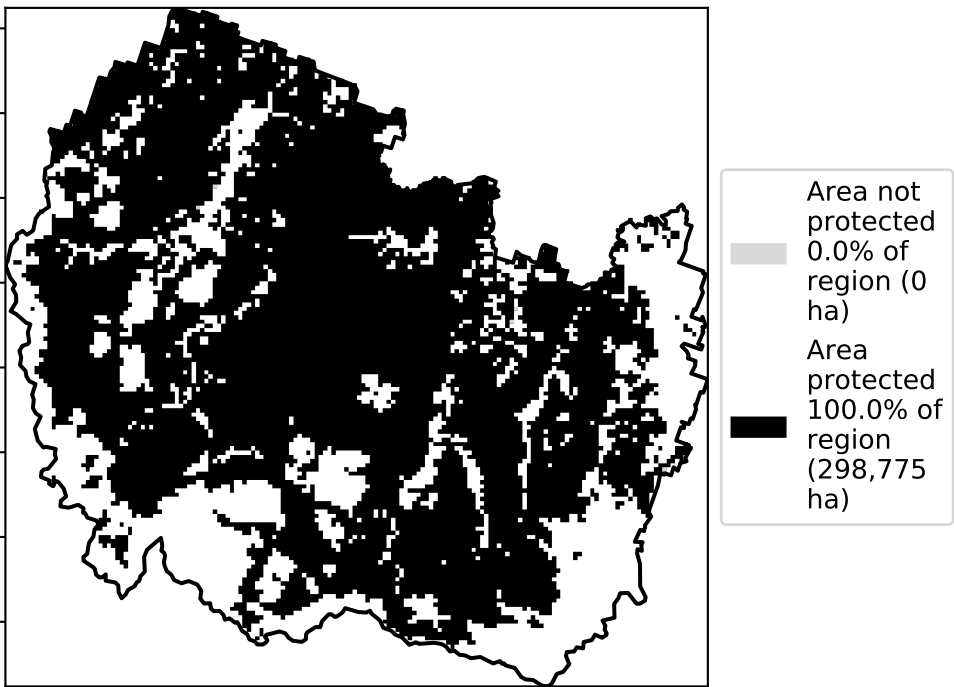 Area not
protected
0.0% of
region (0
ha)
Area
protected
100.0% of
region
(298,775
ha)